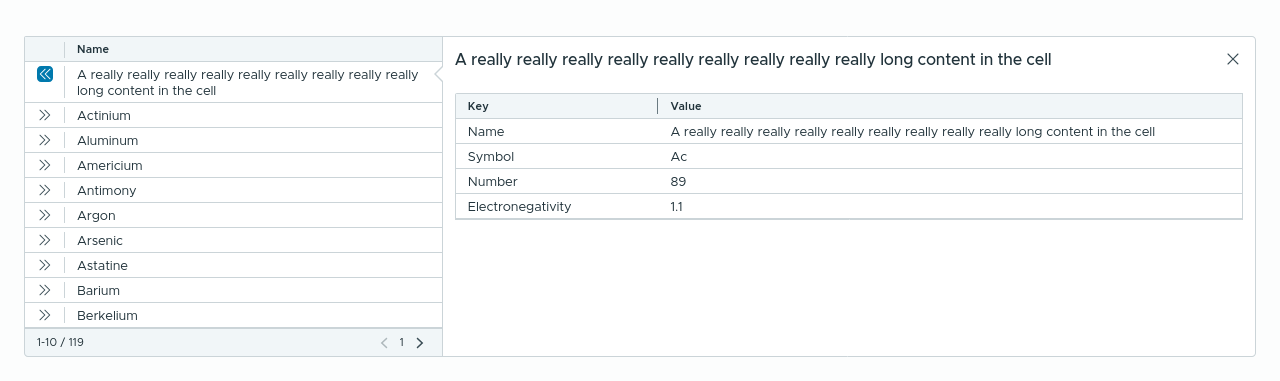 Name
A really really really really really really really really really
long content in the cell
Actinium
Aluminum
Americium
Antimony
Argon
Arsenic
Astatine
Barium
Berkelium
1-10 / 119
1
A really really really really really really really really really really really long content in the cell
Key Value
Name A really really really really really really really really really long content in the cell
Symbol Ac
Number 89
Electronegativity 1.1